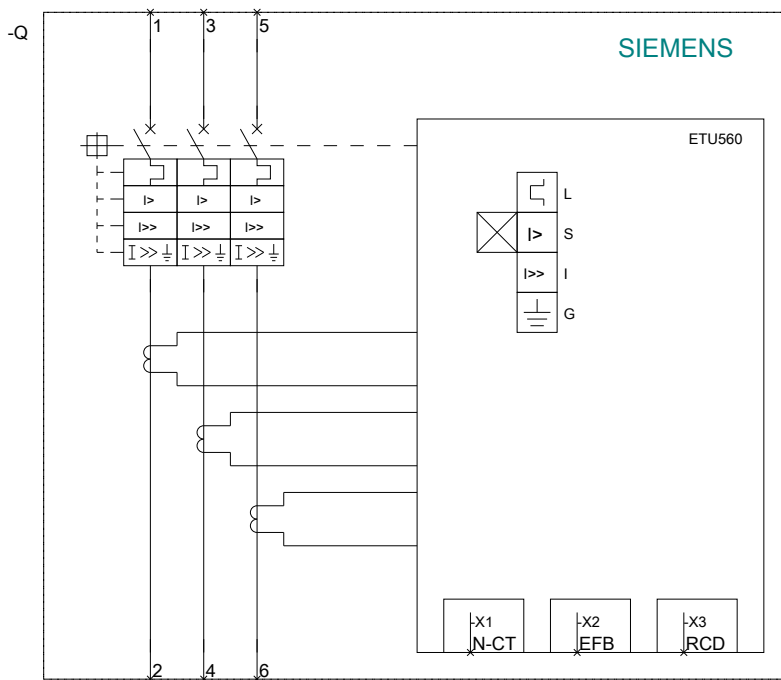 -Q
1 3 5
SIEMENS
ETU560
L
I> I> I> I> S
I>> I>> I>> I>> I
I >> I >> I >> G
-X1 -X2 -X3
N-CT EFB RCD
2 4 6